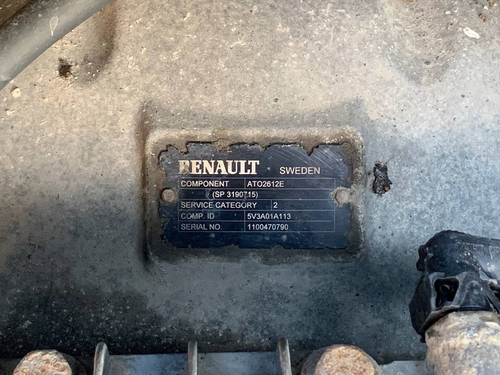 RENAULT SWEDEN
COMPONENT ATO2612E
(SP 3190715)
SERVICE CATEGORY 2
COMP. ID 5V3A01A113
SERIAL NO. 1100470790